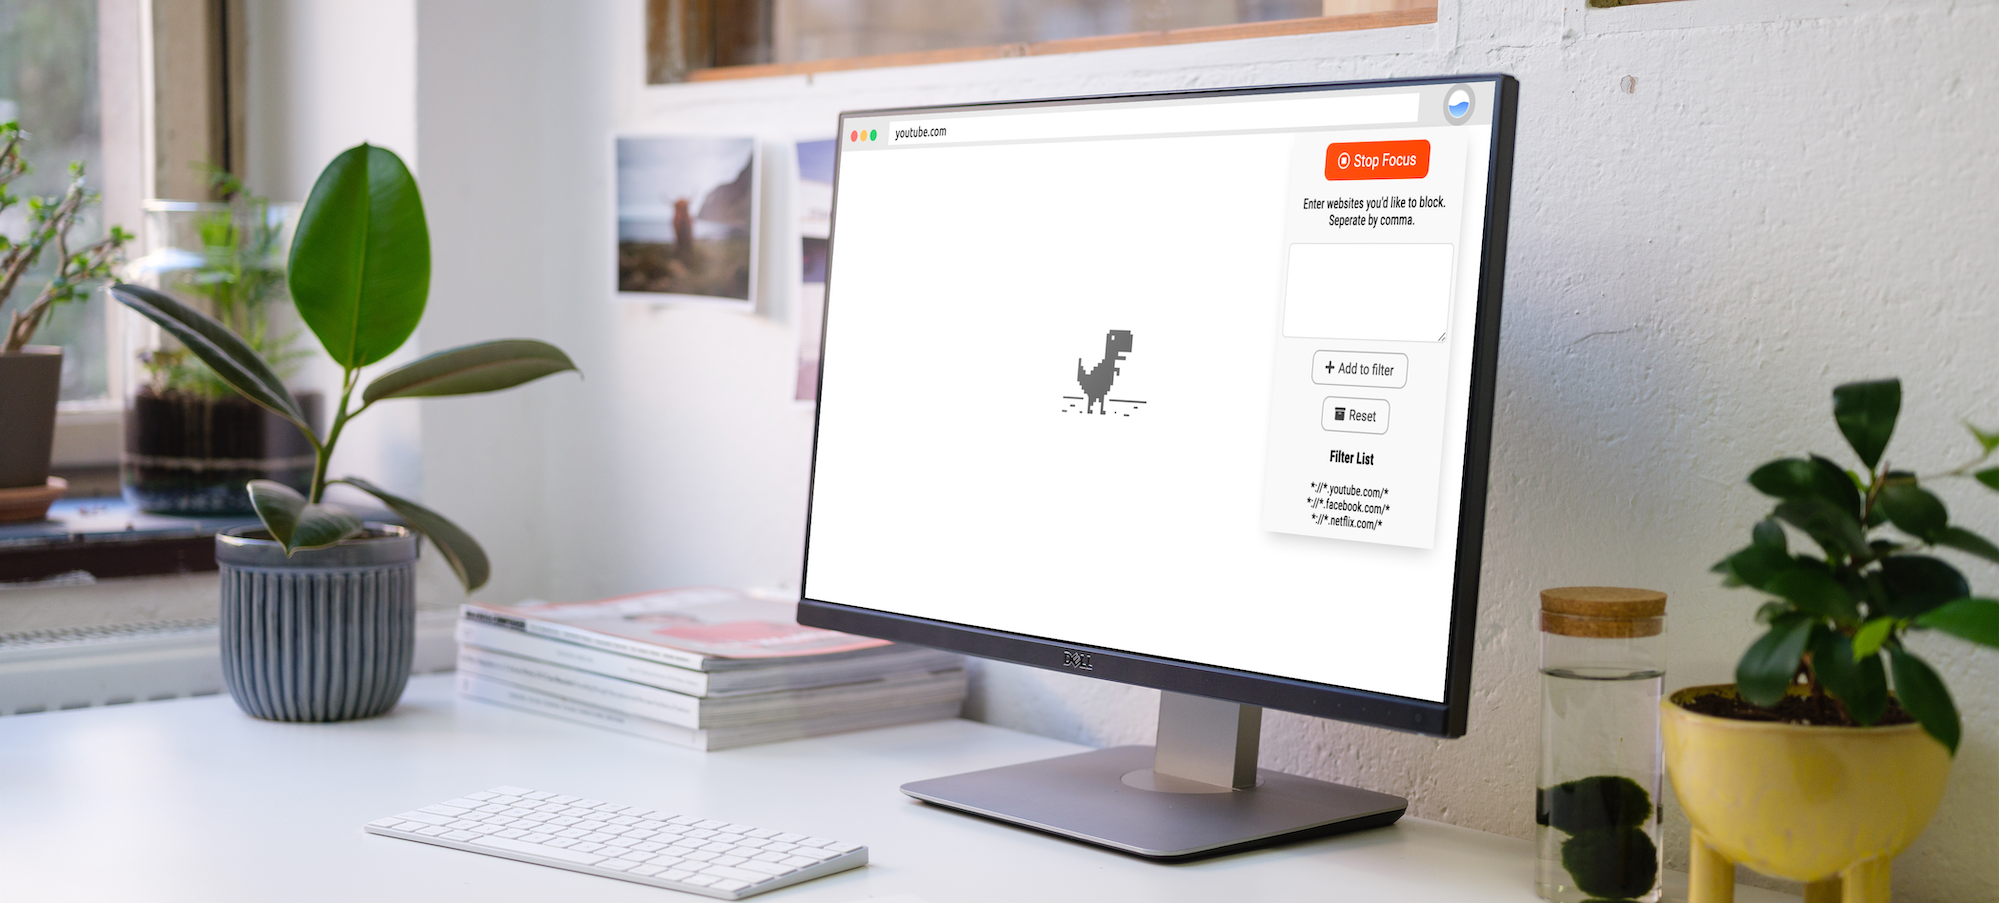 youtube.com
Stop Focus
Enter websites you'd like to block.
Seperate by comma.
Add to filter
Reset
Filter List
*://*.youtube.com/*
*://*.facebook.com/*
*://*.netflix.com/*
DELL